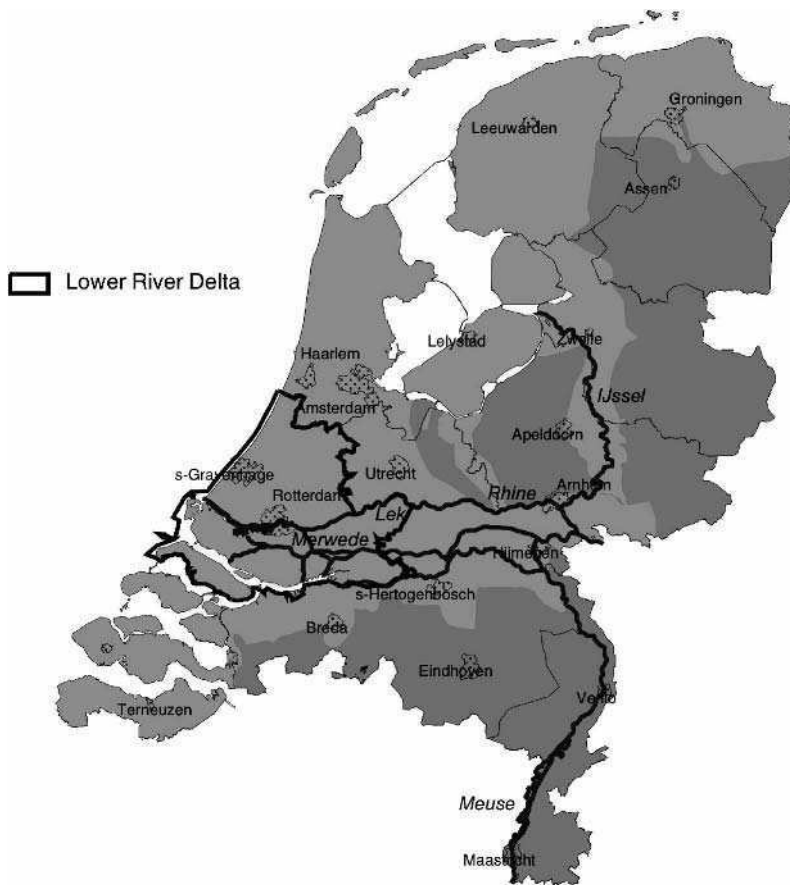 Groningen
Leeuwarden
Assen
Lower River Delta
Lelystad
Zwolle
Haarlem
IJssel
Amsterdam
Apeldoorn
s-Gravenhage
Utrecht
Rhine
Arnhem
Rotterdam
Lek
Merwede
Nijmegen
s-Hertogenbosch
Breda
Eindhoven
Venlo
Terneuzen
Meuse
Maastricht